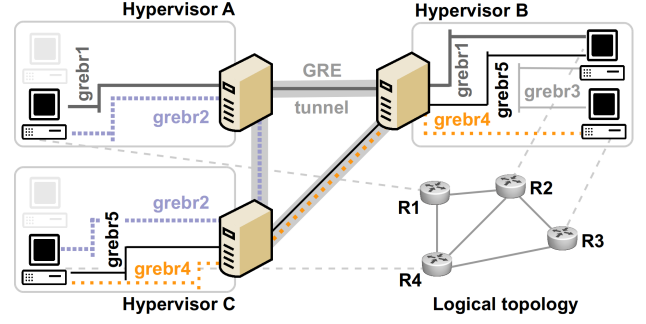 Hypervisor A
Hypervisor B
grebr1
grebr2
GRE
tunnel
grebr1
grebr5
grebr3
grebr4
grebr2
grebr5
grebr4
Hypervisor C
R1
R2
R3
R4
Logical topology